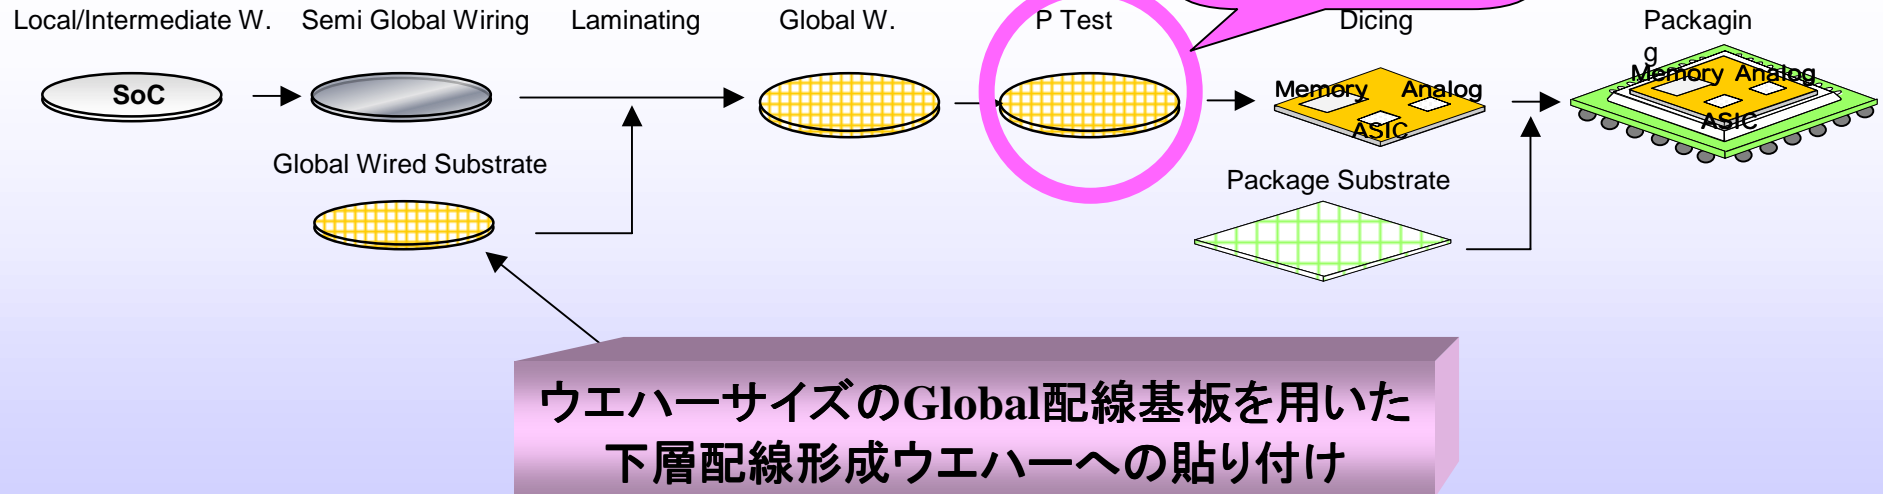 Local/Intermediate W.
Semi Global Wiring
Laminating
Global W.
P Test
Dicing
Packagin
g
SoC
Memory Analog
ASIC
Memory Analog
ASIC
Global Wired Substrate
Package Substrate
ウエハーサイズのGlobal配線基板を用いた
下層配線形成ウエハーへの貼り付け